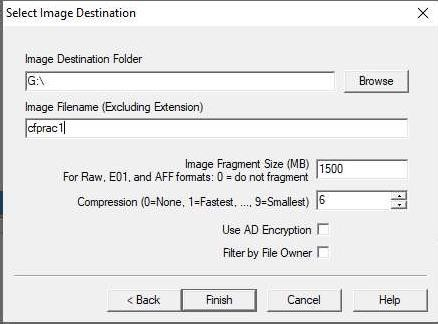 Select Image Destination
Image Destination Folder
G:\
Browse
Image Filename (Excluding Extension)
cfprac1
Image Fragment Size (MB)
For Raw, E01, and AFF formats: 0 = do not fragment
1500
Compression (0=None, 1=Fastest, ..., 9=Smallest)
6
Use AD Encryption
Filter by File Owner
< Back
Finish
Cancel
Help